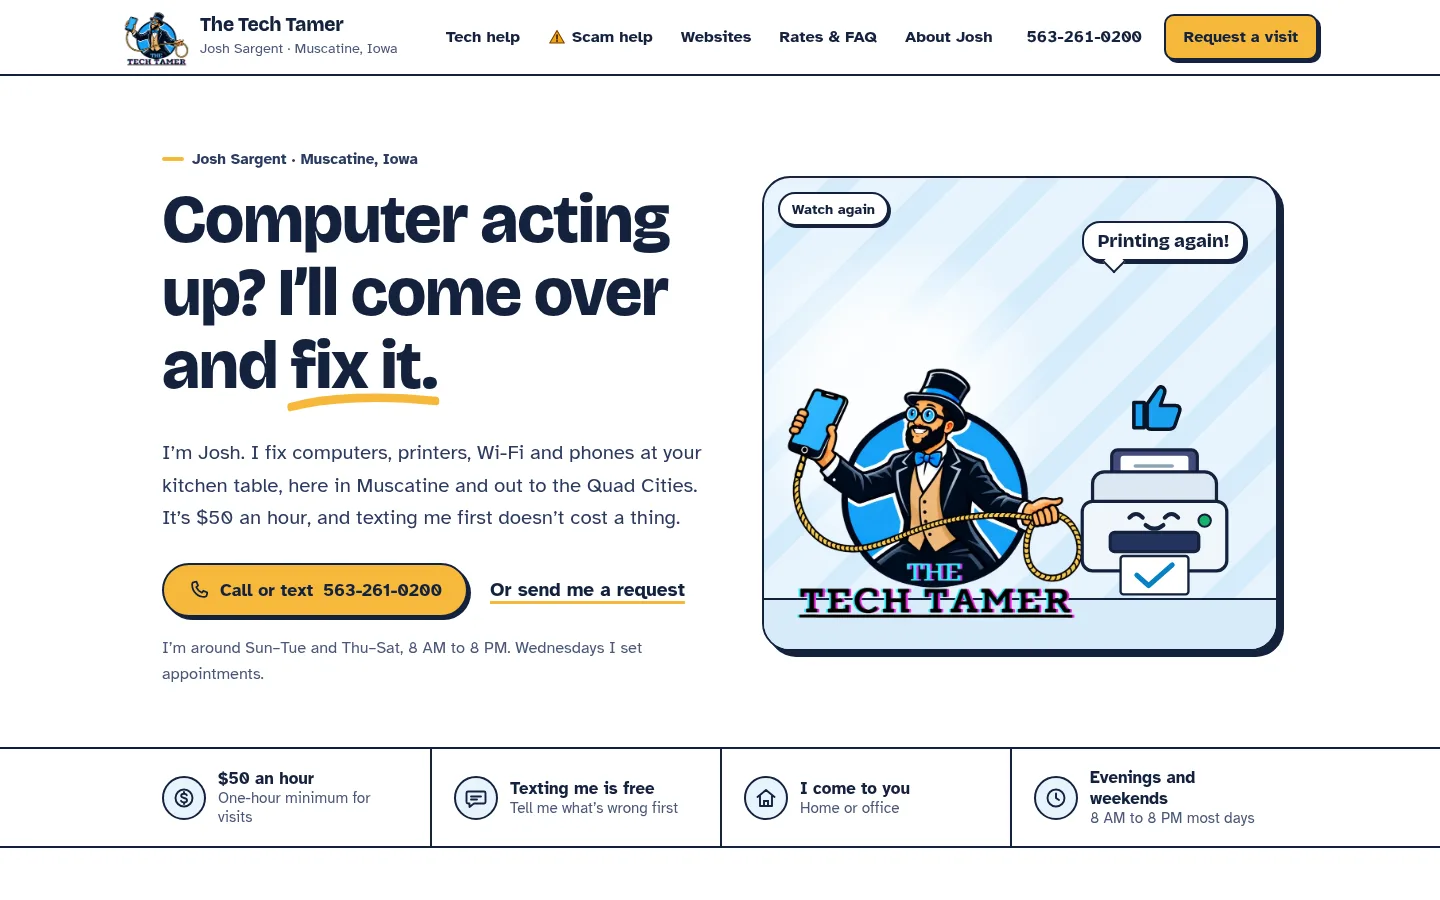 THE
TECH TAMER
The Tech Tamer
Josh Sargent · Muscatine, Iowa
Tech help
Scam help
Websites
Rates & FAQ
About Josh
563-261-0200
Request a visit
Josh Sargent · Muscatine, Iowa
Computer acting
up? I’ll come over
and fix it.
I’m Josh. I fix computers, printers, Wi-Fi and phones at your
kitchen table, here in Muscatine and out to the Quad Cities.
It’s $50 an hour, and texting me first doesn’t cost a thing.
Call or text 563-261-0200
Or send me a request
I’m around Sun–Tue and Thu–Sat, 8 AM to 8 PM. Wednesdays I set
appointments.
Watch again
Printing again!
THE
TECH TAMER
$50 an hour
One-hour minimum for
visits
Texting me is free
Tell me what’s wrong first
I come to you
Home or office
Evenings and
weekends
8 AM to 8 PM most days